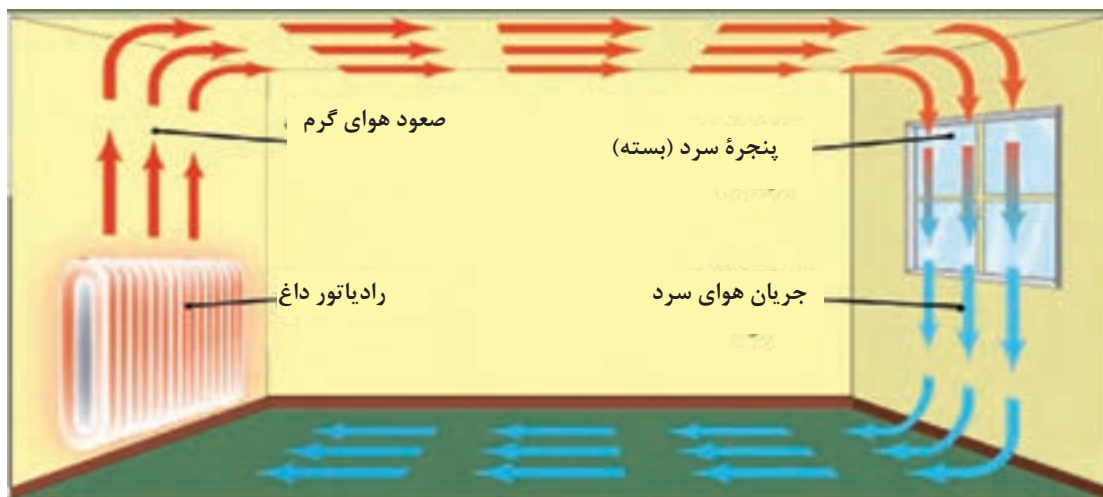 صعود هوای گرم
پنجرهٔ سرد (بسته)
رادیاتور داغ
جریان هوای سرد